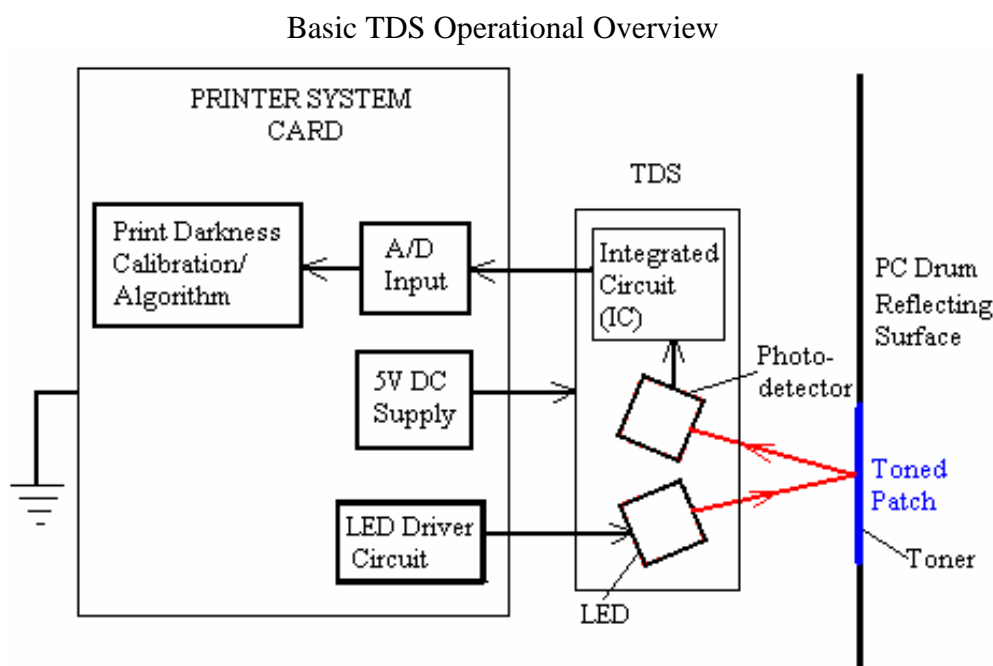 Basic TDS Operational Overview
PRINTER SYSTEM
CARD
Print Darkness
Calibration/
Algorithm
A/D
Input
5V DC
Supply
LED Driver
Circuit
TDS
Integrated
Circuit
(IC)
Photo-
detector
LED
PC Drum
Reflecting
Surface
Toned
Patch
Toner